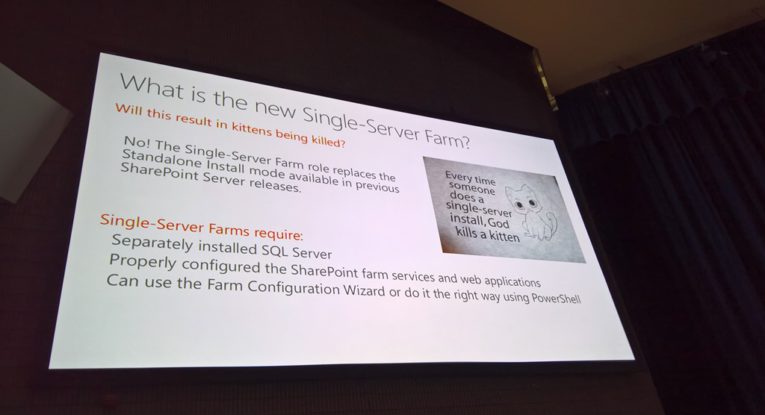 What is the new Single-Server Farm?
Will this result in kittens being killed?
No! The Single-Server Farm role replaces the
Standalone Install mode available in previous
SharePoint Server releases.
Every time
someone
does a
single-server
install, God
kills a kitten
Single-Server Farms require:
Separately installed SQL Server
Properly configured the SharePoint farm services and web applications
Can use the Farm Configuration Wizard or do it the right way using PowerShell